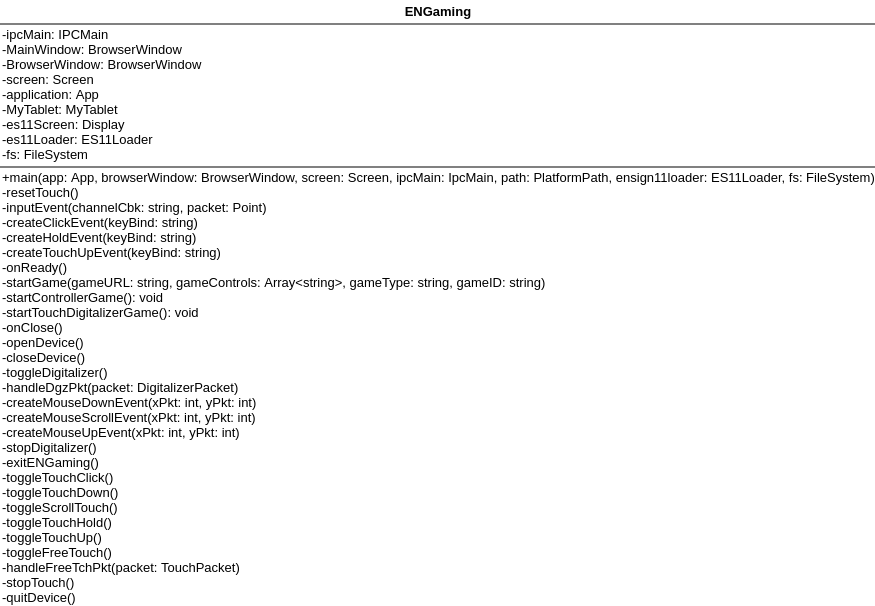 ENGaming
-ipcMain: IPCMain
-MainWindow: BrowserWindow
-BrowserWindow: BrowserWindow
-screen: Screen
-application: App
-MyTablet: MyTablet
-es11Screen: Display
-es11Loader: ES11Loader
-fs: FileSystem
+main(app: App, browserWindow: BrowserWindow, screen: Screen, ipcMain: IpcMain, path: PlatformPath, ensign11loader: ES11Loader, fs: FileSystem)
-resetTouch()
-inputEvent(channelCbk: string, packet: Point)
-createClickEvent(keyBind: string)
-createHoldEvent(keyBind: string)
-createTouchUpEvent(keyBind: string)
-onReady()
-startGame(gameURL: string, gameControls: Array<string>, gameType: string, gameID: string)
-startControllerGame(): void
-startTouchDigitalizerGame(): void
-onClose()
-openDevice()
-closeDevice()
-toggleDigitalizer()
-handleDgzPkt(packet: DigitalizerPacket)
-createMouseDownEvent(xPkt: int, yPkt: int)
-createMouseScrollEvent(xPkt: int, yPkt: int)
-createMouseUpEvent(xPkt: int, yPkt: int)
-stopDigitalizer()
-exitENGaming()
-toggleTouchClick()
-toggleTouchDown()
-toggleScrollTouch()
-toggleTouchHold()
-toggleTouchUp()
-toggleFreeTouch()
-handleFreeTchPkt(packet: TouchPacket)
-stopTouch()
-quitDevice()